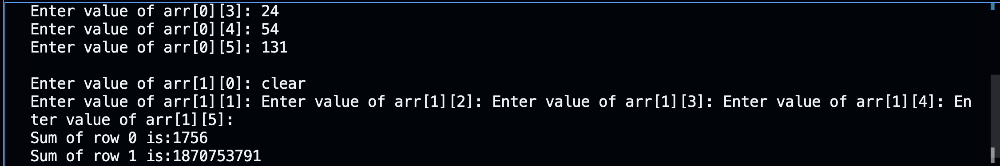 Enter value of arr[0][3]: 24
Enter value of arr[0][4]: 54
Enter value of arr[0][5]: 131
Enter value of arr[1][0]: clear
Enter value of arr[1][1]: Enter value of arr[1][2]: Enter value of arr[1][3]: Enter value of arr[1][4]: En
ter value of arr[1][5]:
Sum of row 0 is:1756
Sum of row 1 is:1870753791